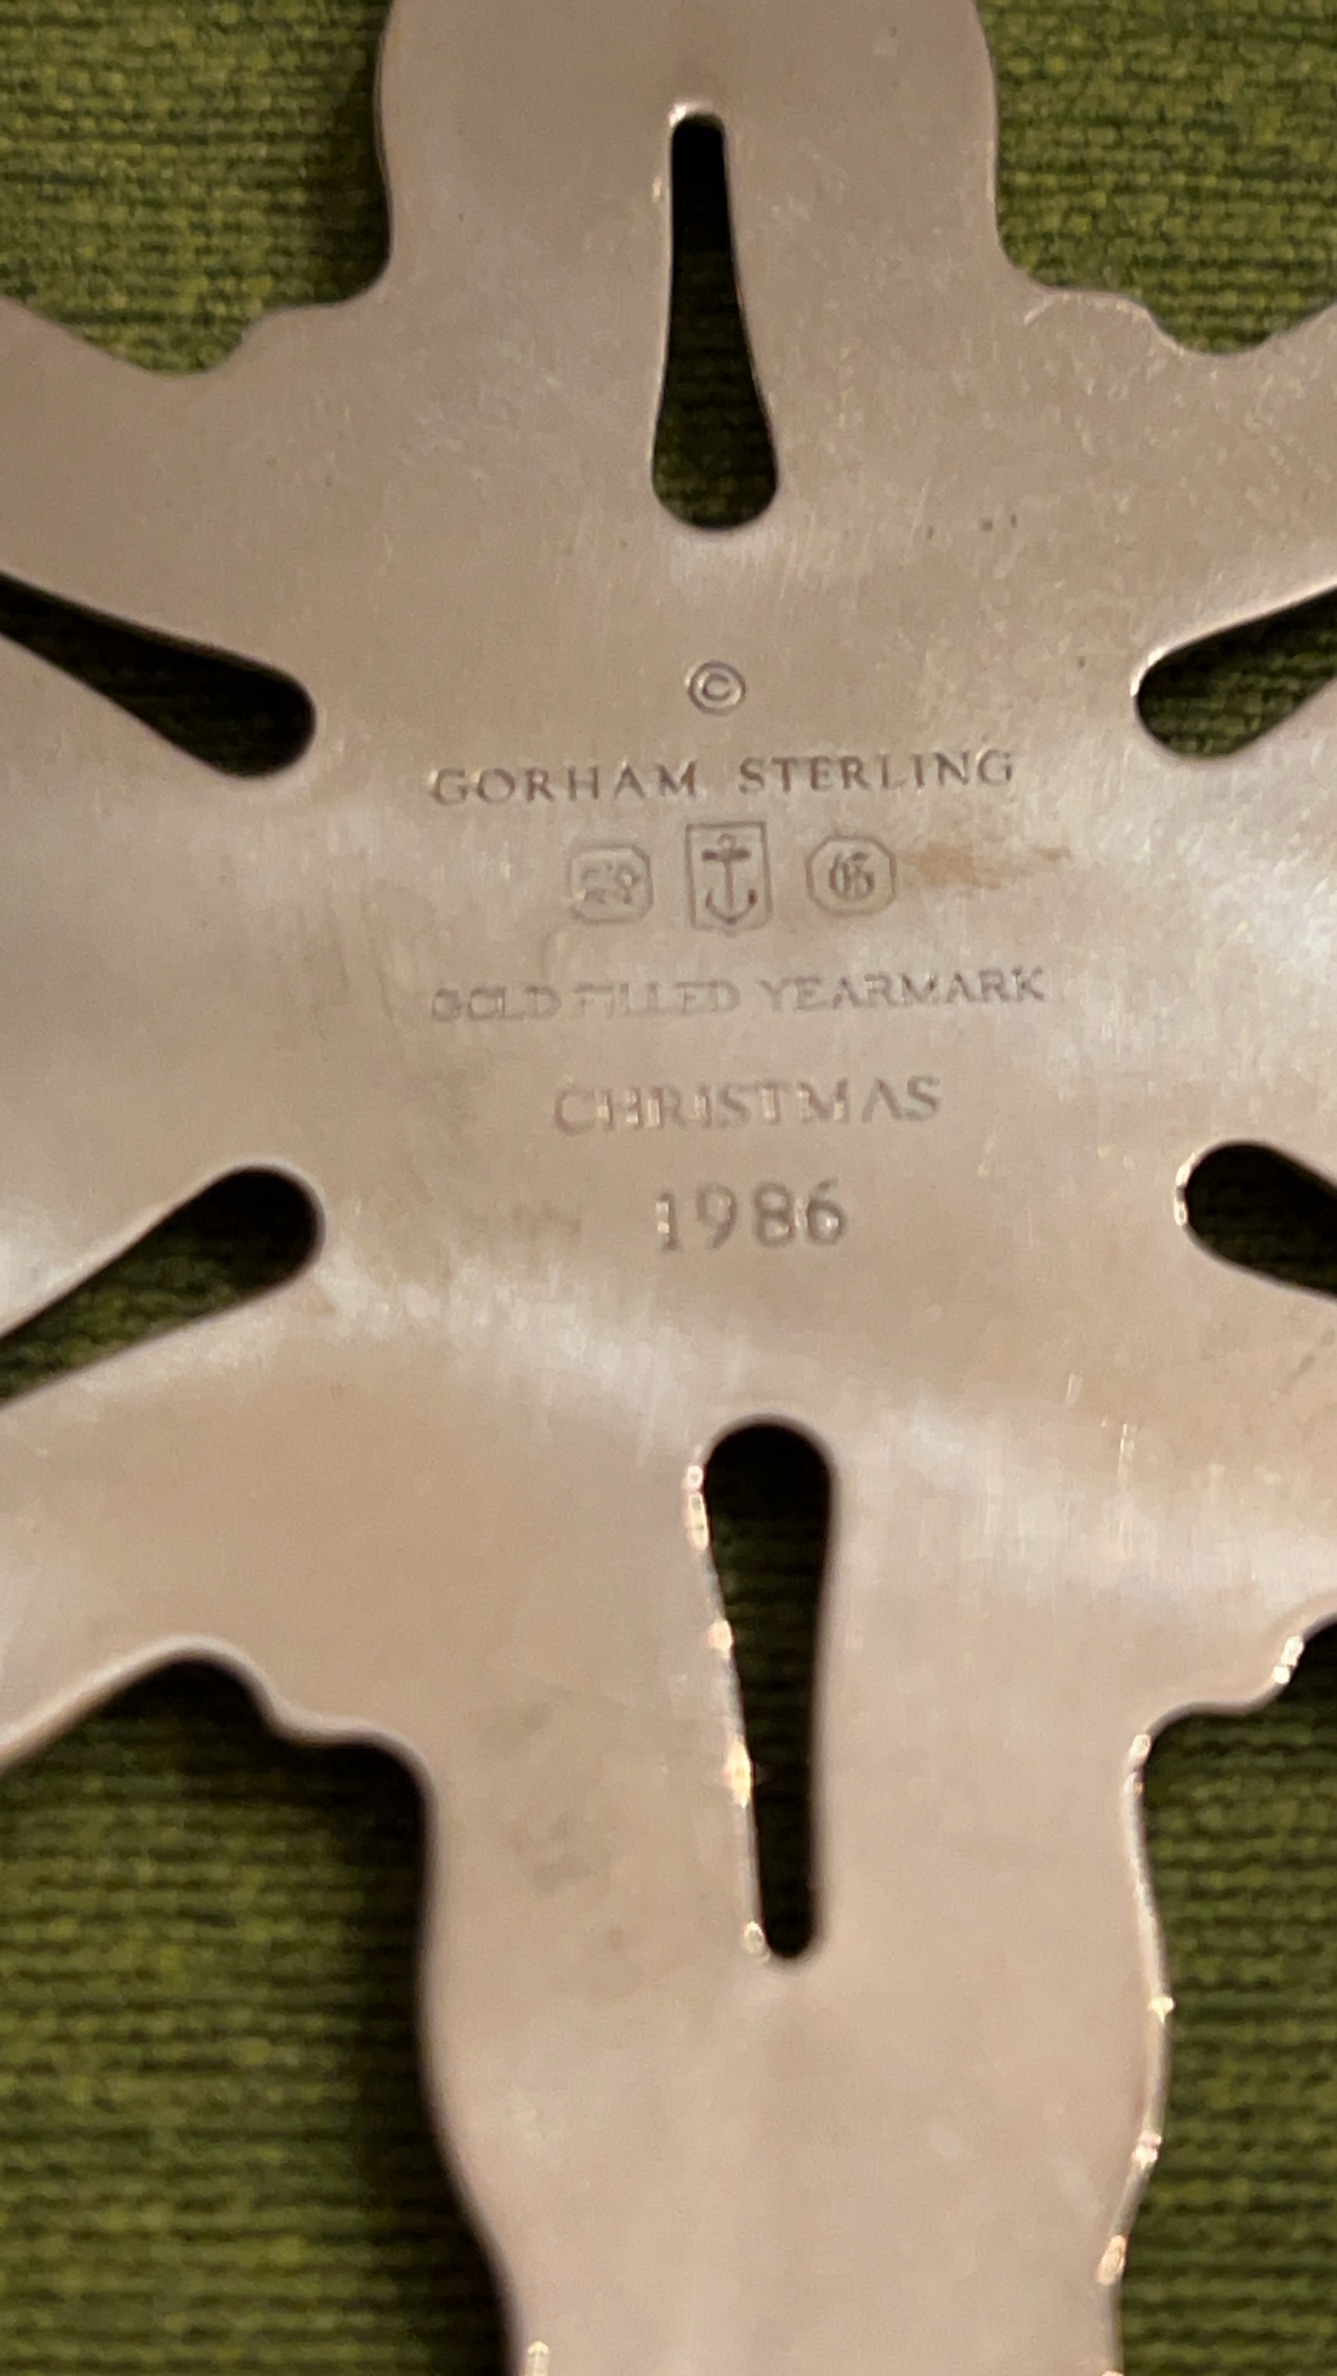 ©
GORHAM STERLING
G
GOLD FILLED YEARMARK
CHRISTMAS
1986